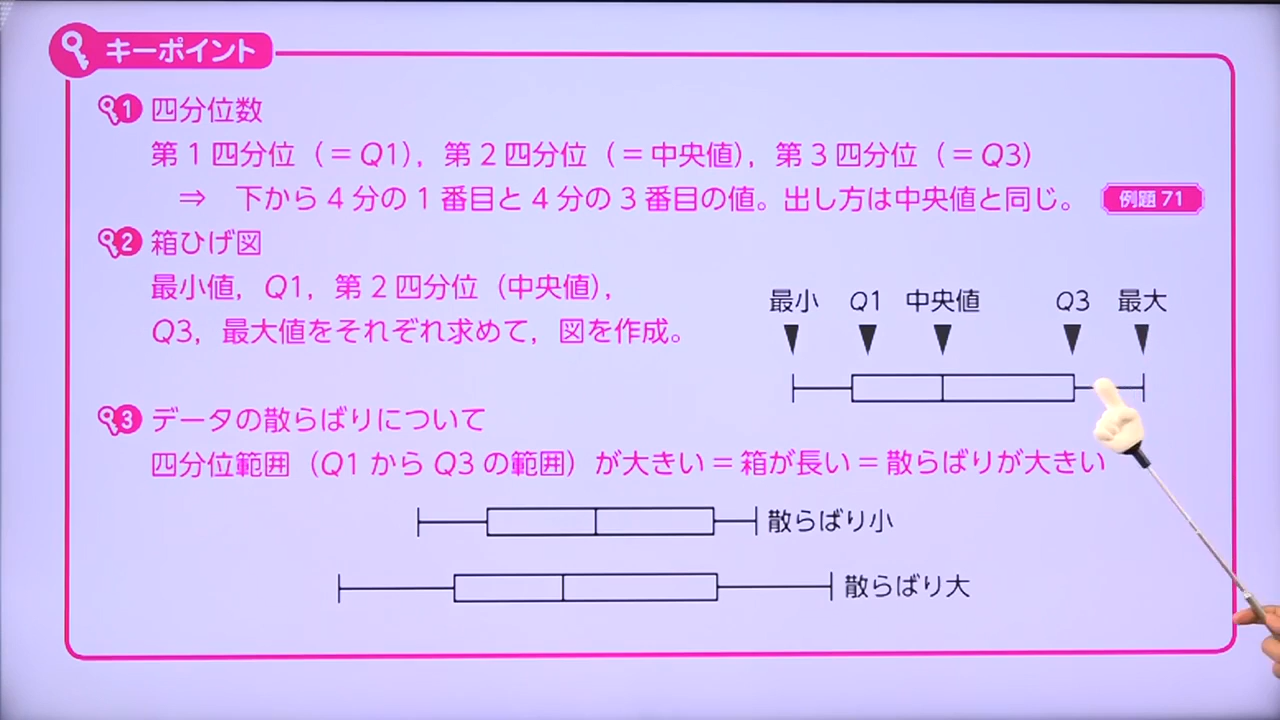 キーポイント
1 四分位数
第1四分位（＝Q1），第2四分位（＝中央値），第3四分位（＝Q3）
⇒ 下から4分の1番目と4分の3番目の値。出し方は中央値と同じ。 例題71
2 箱ひげ図
最小値，Q1，第2四分位（中央値），
Q3，最大値をそれぞれ求めて，図を作成。
最小 Q1 中央値 Q3 最大
3 データの散らばりについて
四分位範囲（Q1からQ3の範囲）が大きい＝箱が長い＝散らばりが大きい
散らばり小
散らばり大